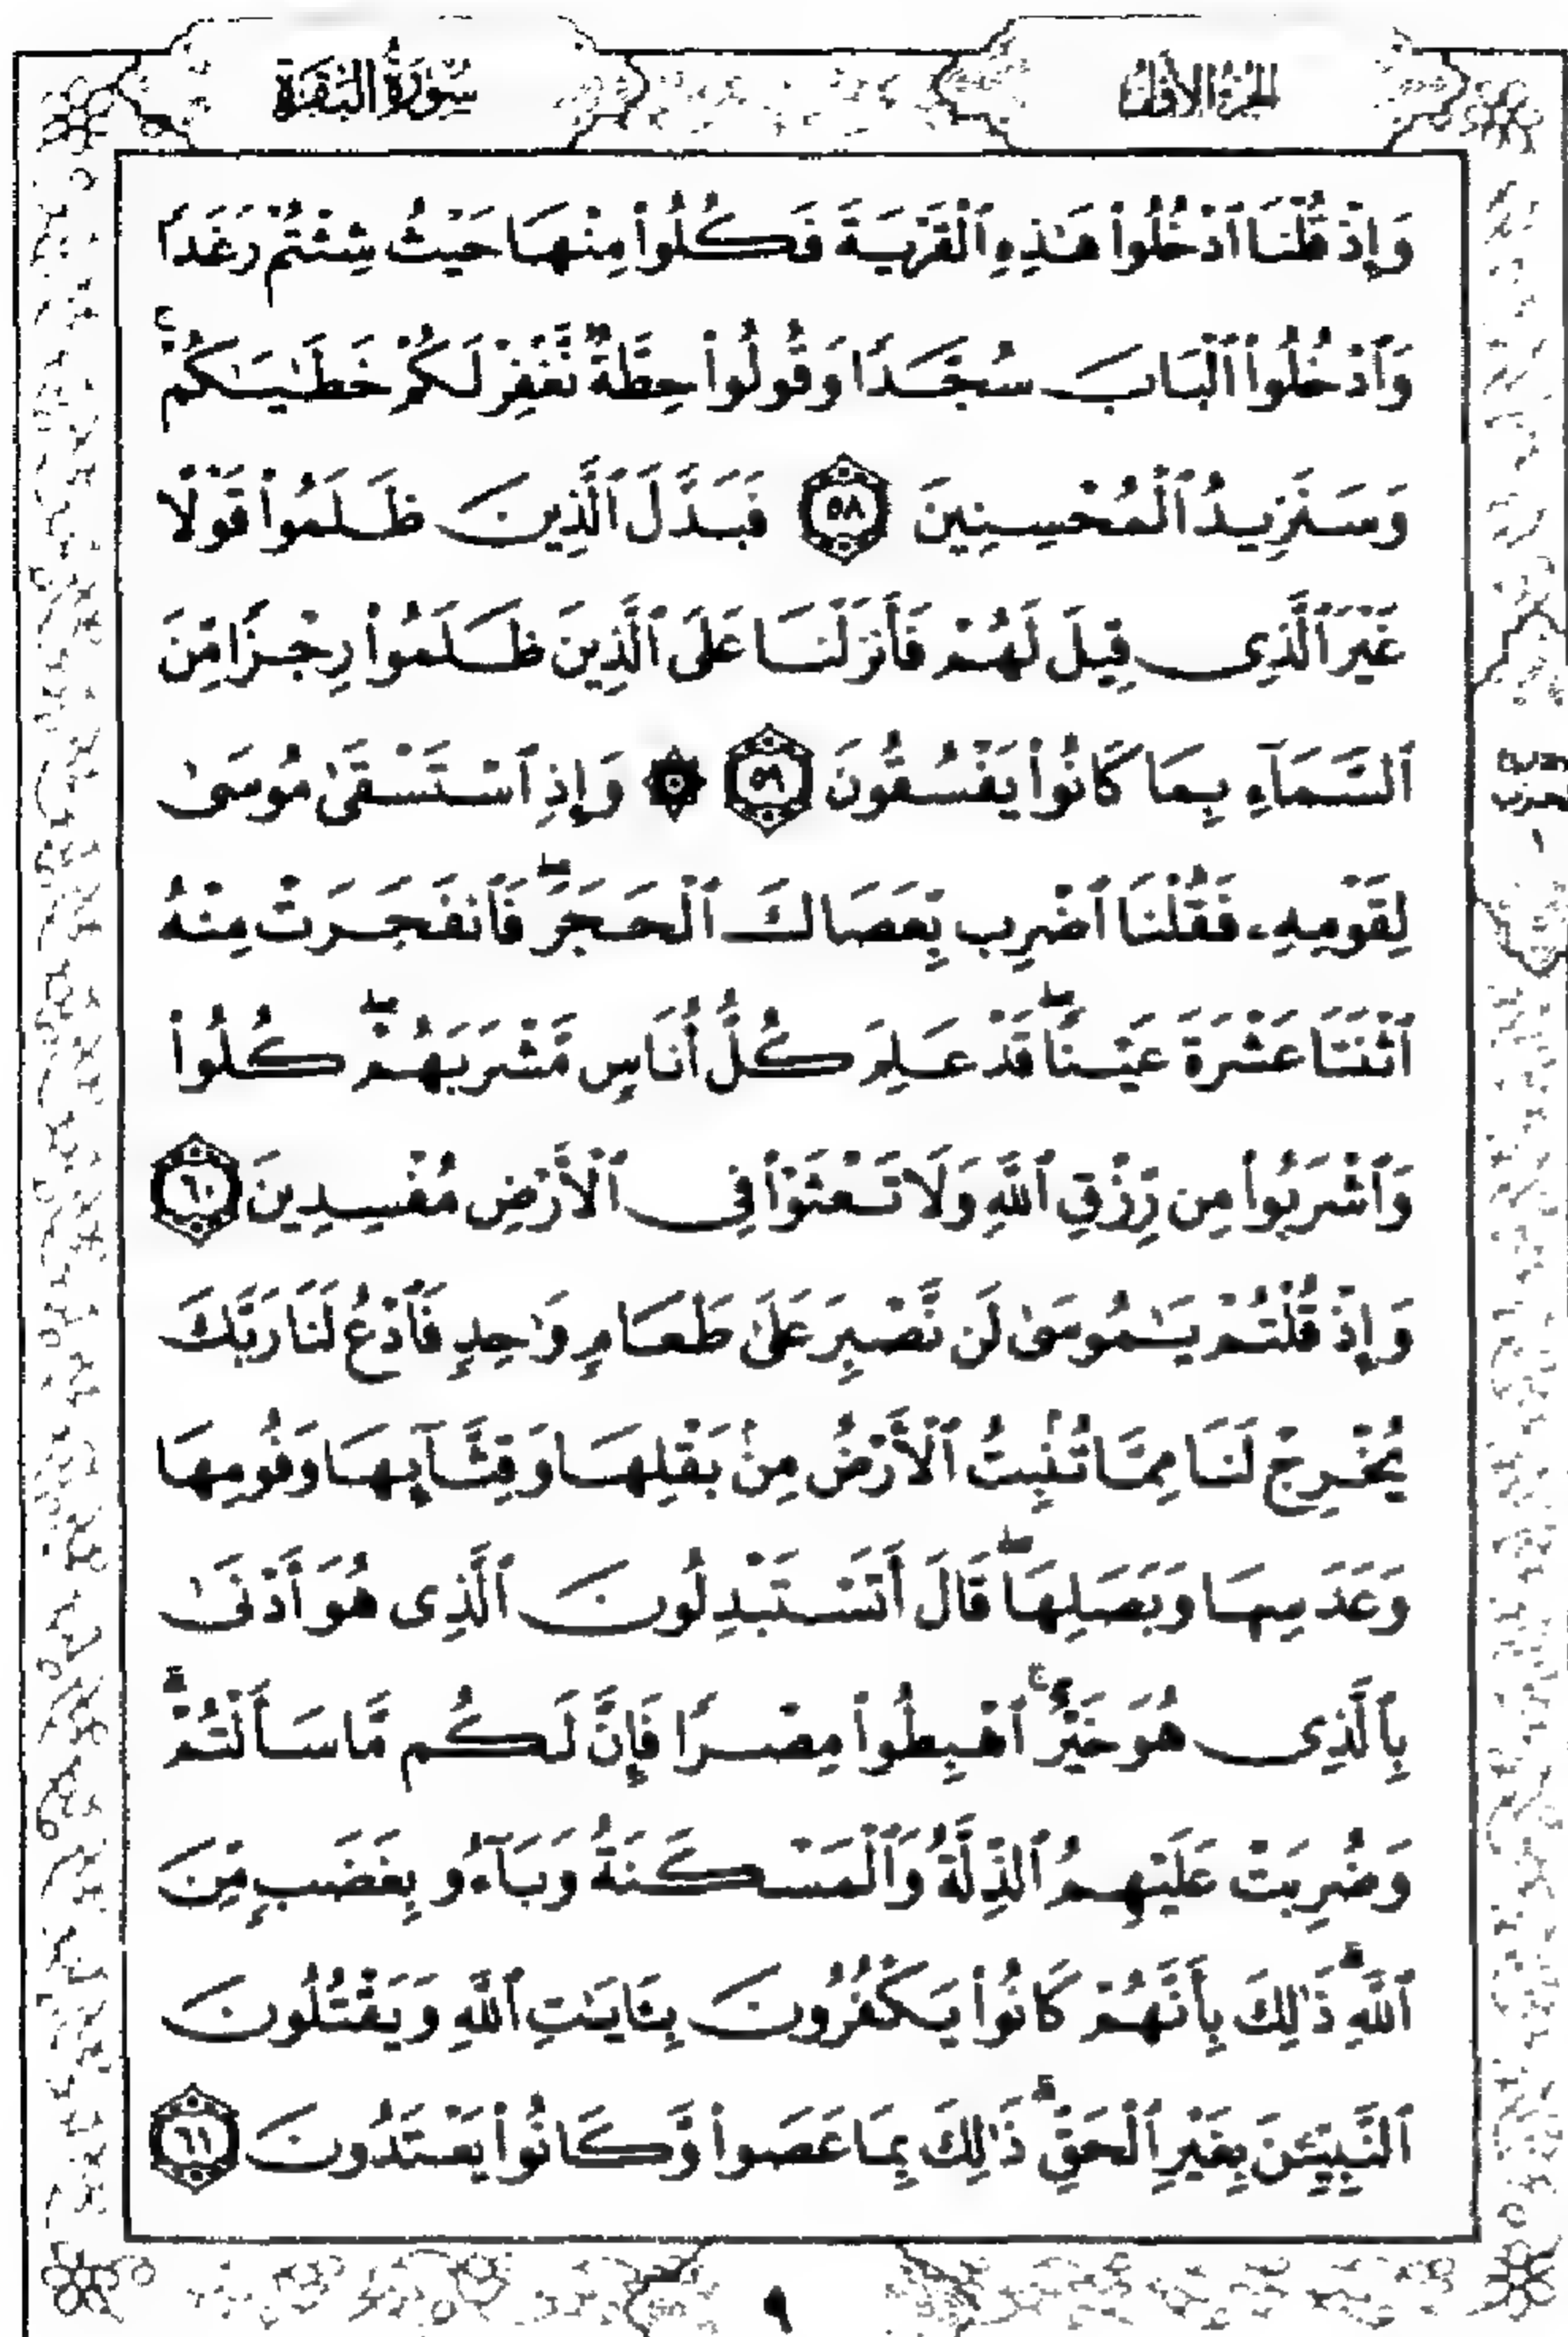 الجزء الأول
سورة البقرة
وَإِذْ قُلْنَا ٱدْخُلُوا۟ هَـٰذِهِ ٱلْقَرْيَةَ فَكُلُوا۟ مِنْهَا حَيْثُ شِئْتُمْ رَغَدًا
وَٱدْخُلُوا۟ ٱلْبَابَ سُجَّدًا وَقُولُوا۟ حِطَّةٌ نَّغْفِرْ لَكُمْ خَطَـٰيَـٰكُمْ ۚ
وَسَنَزِيدُ ٱلْمُحْسِنِينَ ٥٨ فَبَدَّلَ ٱلَّذِينَ ظَلَمُوا۟ قَوْلًا
غَيْرَ ٱلَّذِى قِيلَ لَهُمْ فَأَنزَلْنَا عَلَى ٱلَّذِينَ ظَلَمُوا۟ رِجْزًا مِّنَ
ٱلسَّمَآءِ بِمَا كَانُوا۟ يَفْسُقُونَ ٥٩ ۞ وَإِذِ ٱسْتَسْقَىٰ مُوسَىٰ
لِقَوْمِهِۦ فَقُلْنَا ٱضْرِب بِّعَصَاكَ ٱلْحَجَرَ ۖ فَٱنفَجَرَتْ مِنْهُ
ٱثْنَتَا عَشْرَةَ عَيْنًا ۖ قَدْ عَلِمَ كُلُّ أُنَاسٍ مَّشْرَبَهُمْ ۖ كُلُوا۟
وَٱشْرَبُوا۟ مِن رِّزْقِ ٱللَّهِ وَلَا تَعْثَوْا۟ فِى ٱلْأَرْضِ مُفْسِدِينَ ٦٠
وَإِذْ قُلْتُمْ يَـٰمُوسَىٰ لَن نَّصْبِرَ عَلَىٰ طَعَامٍ وَٰحِدٍ فَٱدْعُ لَنَا رَبَّكَ
يُخْرِجْ لَنَا مِمَّا تُنۢبِتُ ٱلْأَرْضُ مِنۢ بَقْلِهَا وَقِثَّآئِهَا وَفُومِهَا
وَعَدَسِهَا وَبَصَلِهَا ۖ قَالَ أَتَسْتَبْدِلُونَ ٱلَّذِى هُوَ أَدْنَىٰ
بِٱلَّذِى هُوَ خَيْرٌ ۚ ٱهْبِطُوا۟ مِصْرًا فَإِنَّ لَكُم مَّا سَأَلْتُمْ ۗ
وَضُرِبَتْ عَلَيْهِمُ ٱلذِّلَّةُ وَٱلْمَسْكَنَةُ وَبَآءُو بِغَضَبٍ مِّنَ
ٱللَّهِ ۗ ذَٰلِكَ بِأَنَّهُمْ كَانُوا۟ يَكْفُرُونَ بِـَٔايَـٰتِ ٱللَّهِ وَيَقْتُلُونَ
ٱلنَّبِيِّـۧنَ بِغَيْرِ ٱلْحَقِّ ۗ ذَٰلِكَ بِمَا عَصَوا۟ وَّكَانُوا۟ يَعْتَدُونَ ٦١
٩